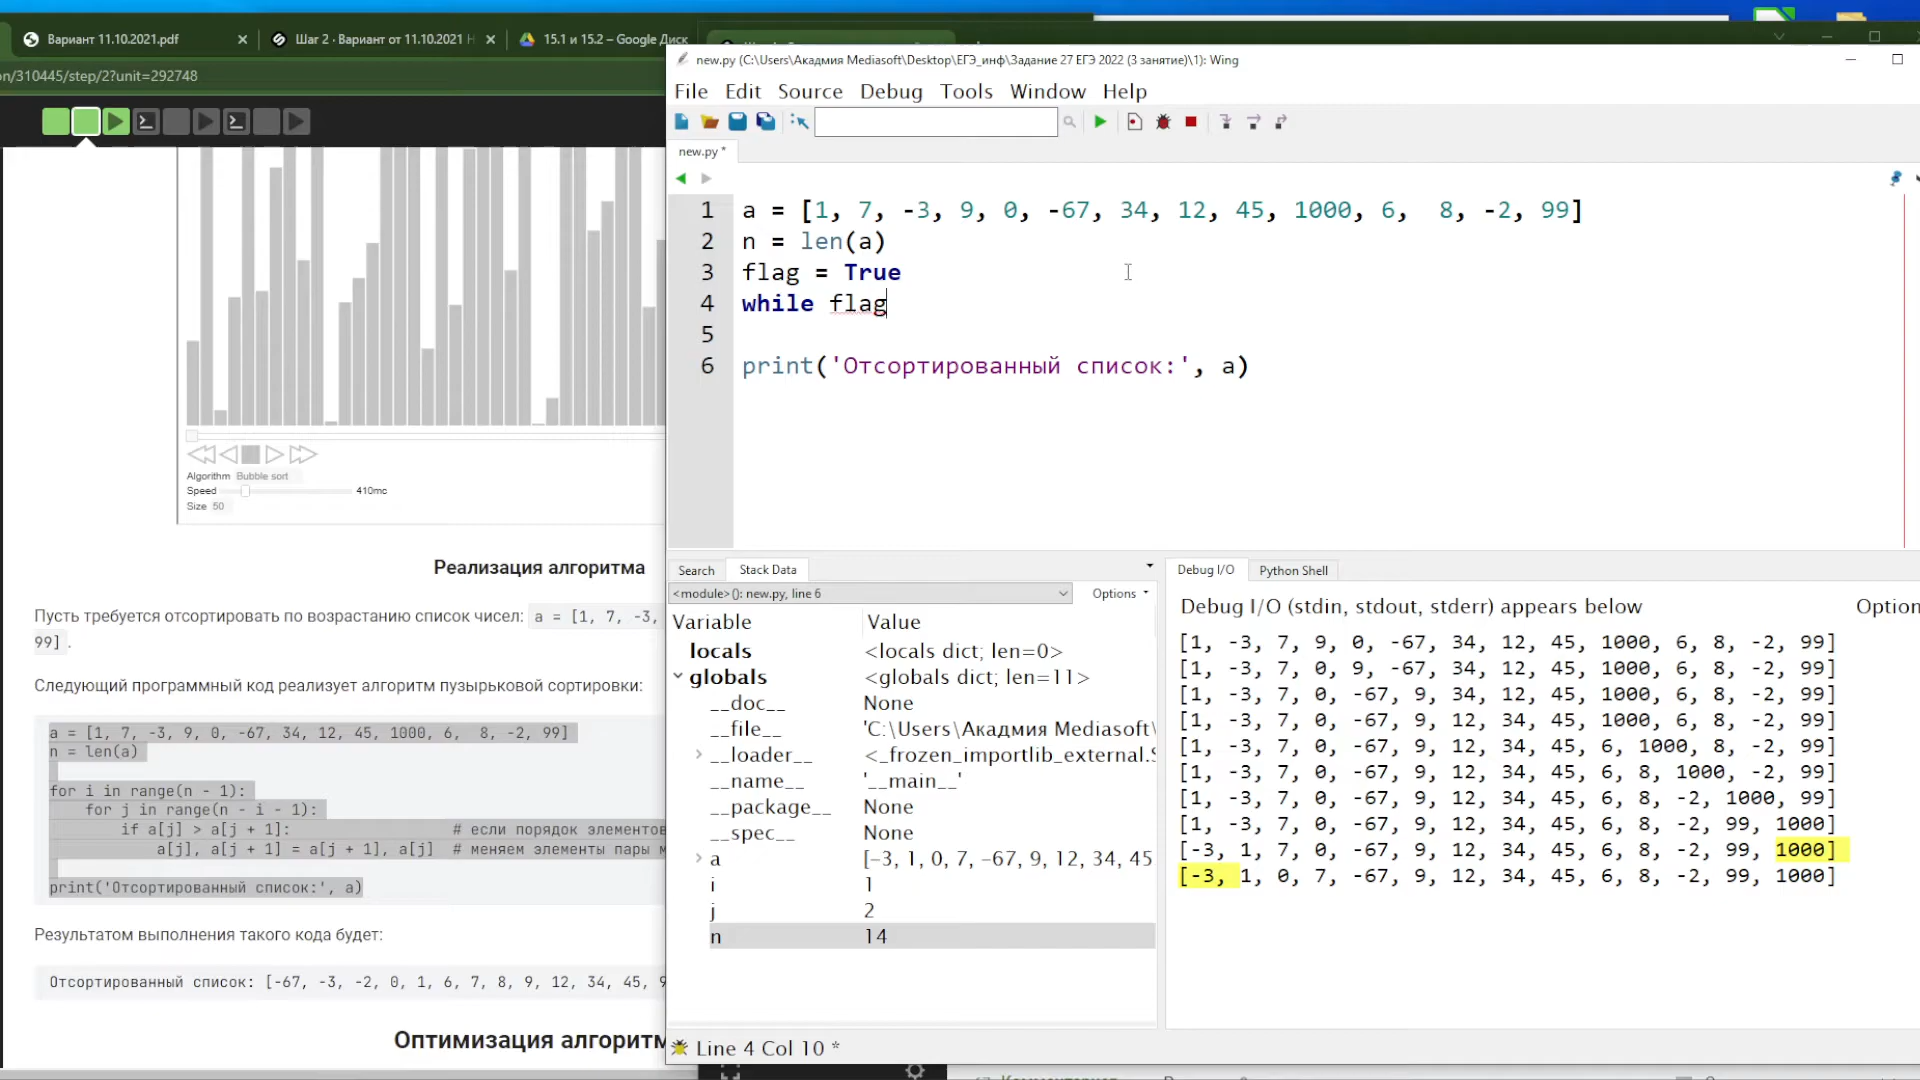 Вариант 11.10.2021.pdf
Шаг 2 · Вариант от 11.10.2021
15.1 и 15.2 – Google Диск
on/310445/step/2?unit=292748
Algorithm Bubble sort
Speed 410mc
Size 50
Реализация алгоритма
Пусть требуется отсортировать по возрастанию список чисел: a = [1, 7, -3,
99] .
Следующий программный код реализует алгоритм пузырьковой сортировки:
a = [1, 7, -3, 9, 0, -67, 34, 12, 45, 1000, 6,  8, -2, 99]
n = len(a)
for i in range(n - 1):
for j in range(n - i - 1):
if a[j] > a[j + 1]: # если порядок элементов
a[j], a[j + 1] = a[j + 1], a[j] # меняем элементы пары
print('Отсортированный список:', a)
Результатом выполнения такого кода будет:
Отсортированный список: [-67, -3, -2, 0, 1, 6, 7, 8, 9, 12, 34, 45, 9
Оптимизация алгоритм
new.py (C:\Users\Акадмия Mediasoft\Desktop\ЕГЭ_инф\Задание 27 ЕГЭ 2022 (3 занятие)\1): Wing
File Edit Source Debug Tools Window Help
new.py *
1 a = [1, 7, -3, 9, 0, -67, 34, 12, 45, 1000, 6,  8, -2, 99]
2 n = len(a)
3 flag = True
4 while flag
5
6 print('Отсортированный список:', a)
Search Stack Data
<module>(): new.py, line 6 Options
Variable Value
locals <locals dict; len=0>
globals <globals dict; len=11>
__doc__ None
__file__ 'C:\Users\Акадмия Mediasoft\
__loader__ <_frozen_importlib_external.S
__name__ '__main__'
__package__ None
__spec__ None
a [-3, 1, 0, 7, -67, 9, 12, 34, 45
i 1
j 2
n 14
Debug I/O Python Shell
Debug I/O (stdin, stdout, stderr) appears below Option
[1, -3, 7, 9, 0, -67, 34, 12, 45, 1000, 6, 8, -2, 99]
[1, -3, 7, 0, 9, -67, 34, 12, 45, 1000, 6, 8, -2, 99]
[1, -3, 7, 0, -67, 9, 34, 12, 45, 1000, 6, 8, -2, 99]
[1, -3, 7, 0, -67, 9, 12, 34, 45, 1000, 6, 8, -2, 99]
[1, -3, 7, 0, -67, 9, 12, 34, 45, 6, 1000, 8, -2, 99]
[1, -3, 7, 0, -67, 9, 12, 34, 45, 6, 8, 1000, -2, 99]
[1, -3, 7, 0, -67, 9, 12, 34, 45, 6, 8, -2, 1000, 99]
[1, -3, 7, 0, -67, 9, 12, 34, 45, 6, 8, -2, 99, 1000]
[-3, 1, 7, 0, -67, 9, 12, 34, 45, 6, 8, -2, 99, 1000]
[-3, 1, 0, 7, -67, 9, 12, 34, 45, 6, 8, -2, 99, 1000]
Line 4 Col 10 *